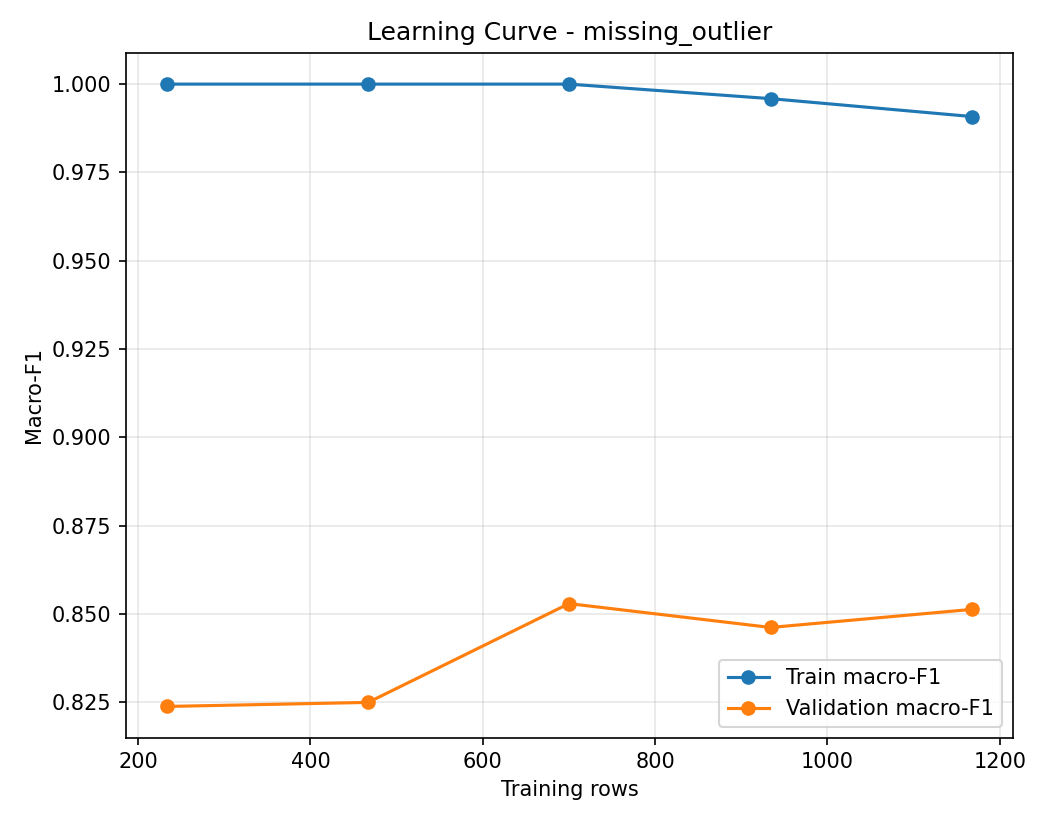 Learning Curve - missing_outlier
1.000
0.975
0.950
0.925
0.900
0.875
0.850
0.825
Macro-F1
Train macro-F1
Validation macro-F1
200 400 600 800 1000 1200
Training rows